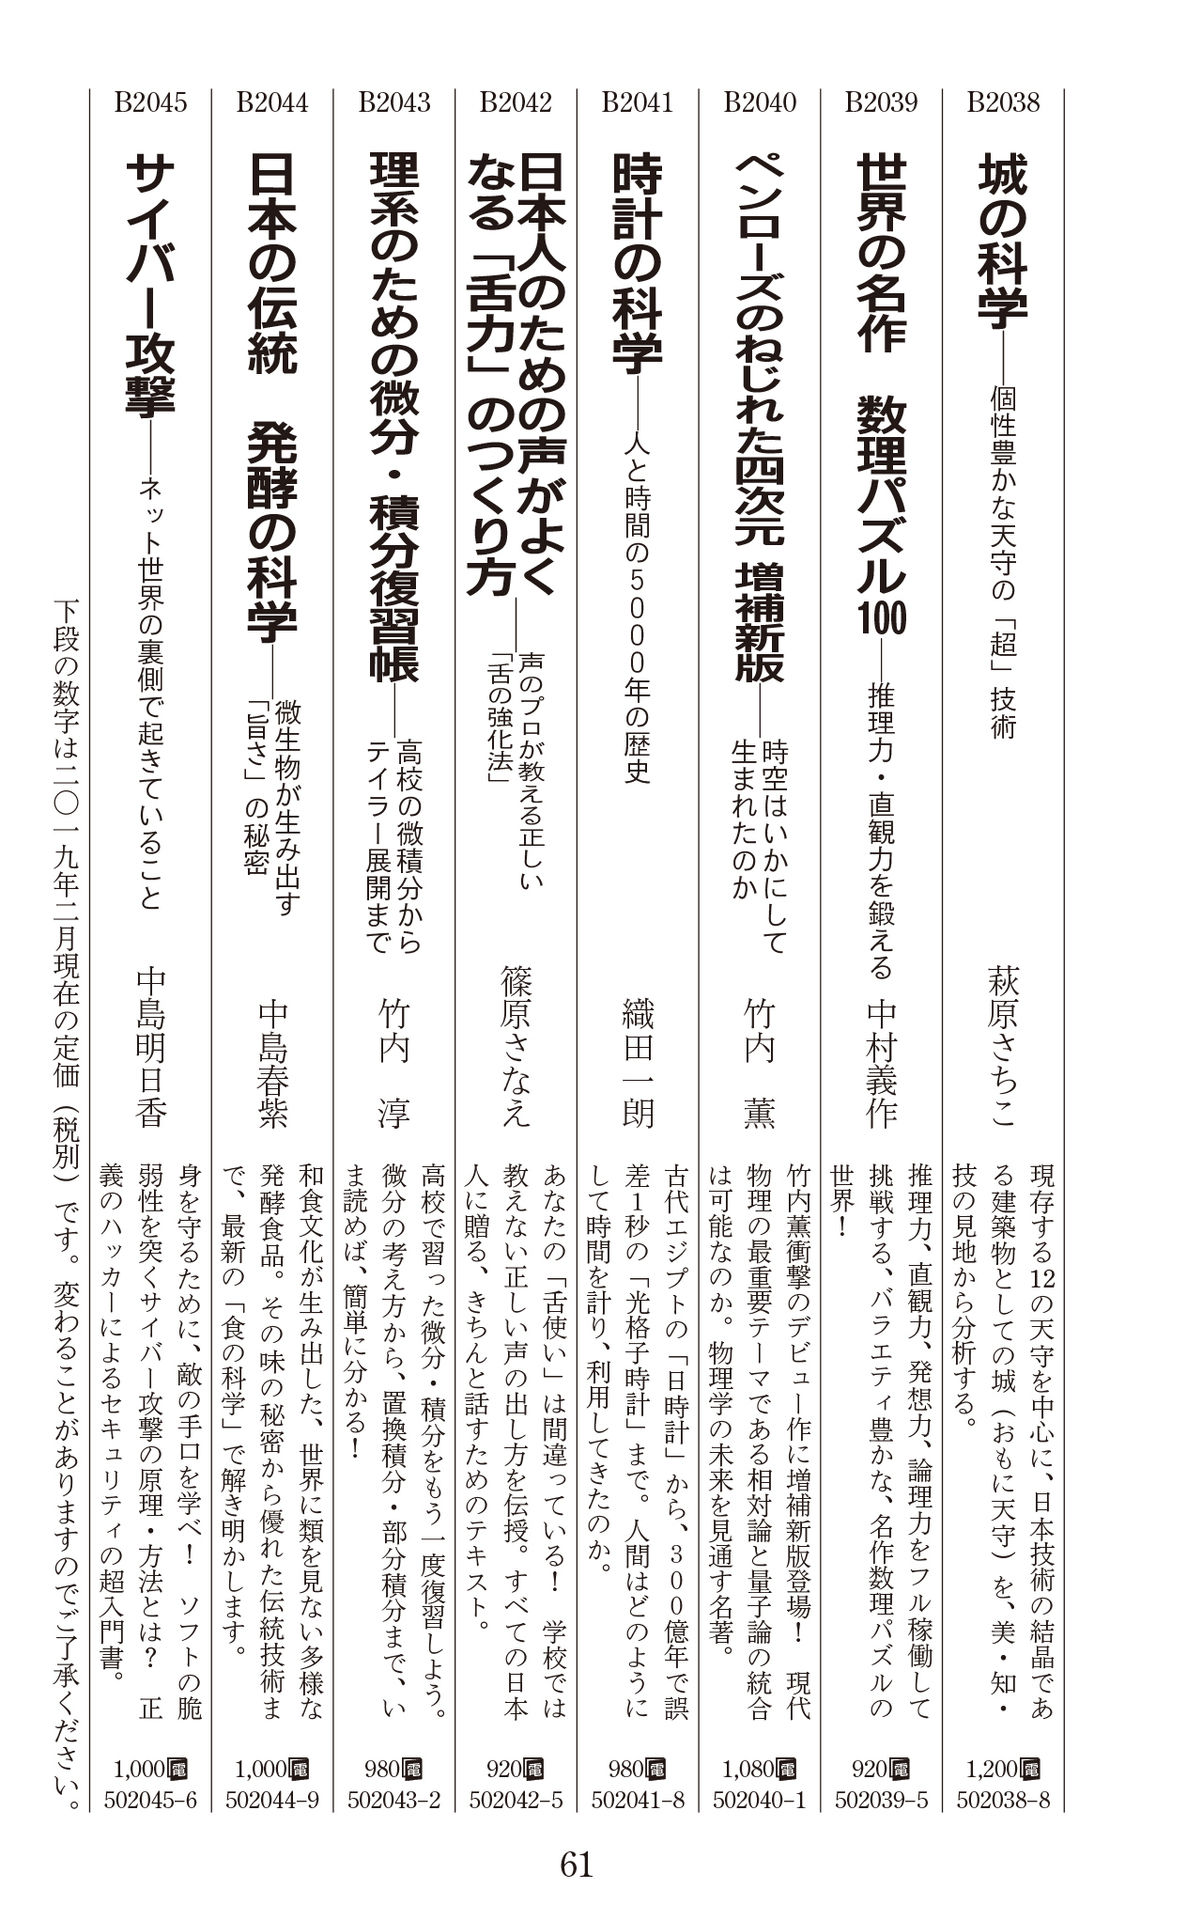 B2038
城の科学――個性豊かな天守の「超」技術
萩原さちこ
現存する12の天守を中心に、日本技術の結晶であ
る建築物としての城（おもに天守）を、美・知・
技の見地から分析する。
1,200電
502038-8
B2039
世界の名作　数理パズル100――推理力・直観力を鍛える
中村義作
推理力、直観力、発想力、論理力をフル稼働して
挑戦する、バラエティ豊かな、名作数理パズルの
世界！
920電
502039-5
B2040
ペンローズのねじれた四次元 増補新版――時空はいかにして
生まれたのか
竹内　薫
竹内薫衝撃のデビュー作に増補新版登場！　現代
物理の最重要テーマである相対論と量子論の統合
は可能なのか。物理学の未来を見通す名著。
1,080電
502040-1
B2041
時計の科学――人と時間の5000年の歴史
織田一朗
古代エジプトの「日時計」から、300億年で誤
差1秒の「光格子時計」まで。人間はどのように
して時間を計り、利用してきたのか。
980電
502041-8
B2042
日本人のための声がよく
なる「舌力」のつくり方――声のプロが教える正しい
「舌の強化法」
篠原さなえ
あなたの「舌使い」は間違っている！　学校では
教えない正しい声の出し方を伝授。すべての日本
人に贈る、きちんと話すためのテキスト。
920電
502042-5
B2043
理系のための微分・積分復習帳――高校の微積分から
テイラー展開まで
竹内　淳
高校で習った微分・積分をもう一度復習しよう。
微分の考え方から、置換積分・部分積分まで、い
ま読めば、簡単に分かる！
980電
502043-2
B2044
日本の伝統　発酵の科学――微生物が生み出す
「旨さ」の秘密
中島春紫
和食文化が生み出した、世界に類を見ない多様な
発酵食品。その味の秘密から優れた伝統技術ま
で、最新の「食の科学」で解き明かします。
1,000電
502044-9
B2045
サイバー攻撃――ネット世界の裏側で起きていること
中島明日香
身を守るために、敵の手口を学べ！　ソフトの脆
弱性を突くサイバー攻撃の原理・方法とは？　正
義のハッカーによるセキュリティの超入門書。
1,000電
502045-6
下段の数字は二〇一九年二月現在の定価（税別）です。変わることがありますのでご了承ください。
61